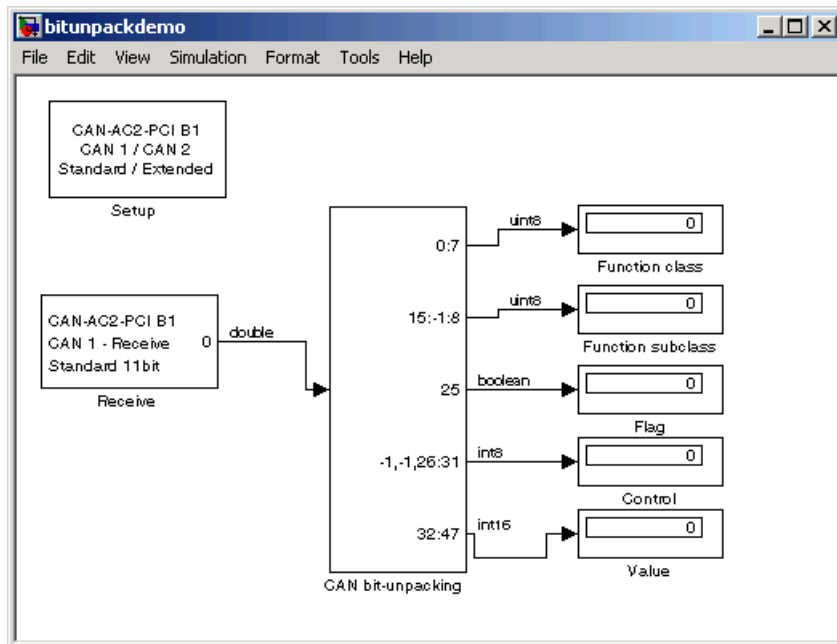 bitunpackdemo
File Edit View Simulation Format Tools Help
CAN-AC2-PCI B1
CAN 1 / CAN 2
Standard / Extended
Setup
CAN-AC2-PCI B1
CAN 1 - Receive
Standard 11bit
0
Receive
double
0:7
15:-1:8
25
-1,-1,26:31
32:47
CAN bit-unpacking
uint8
0
Function class
uint8
0
Function subclass
boolean
0
Flag
int8
0
Control
int16
0
Value